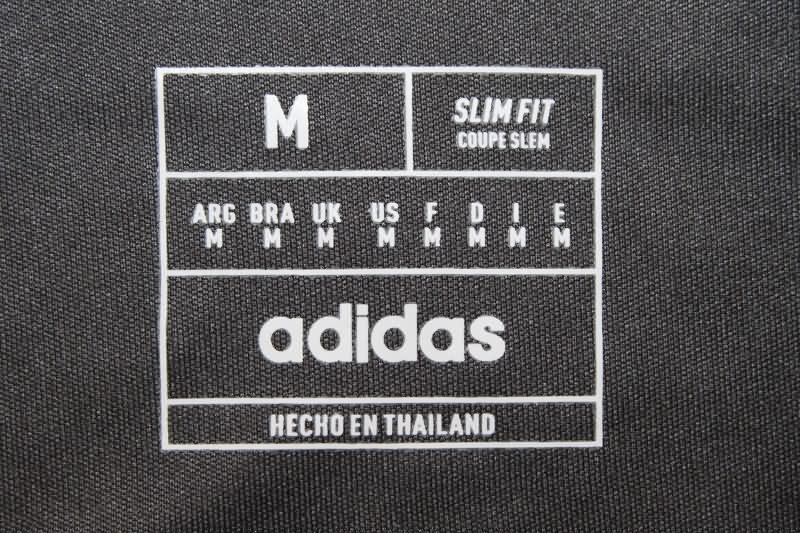 M
SLIM FIT
COUPE SLEM
ARG BRA UK US F D I E
M M M M M M M M
adidas
HECHO EN THAILAND